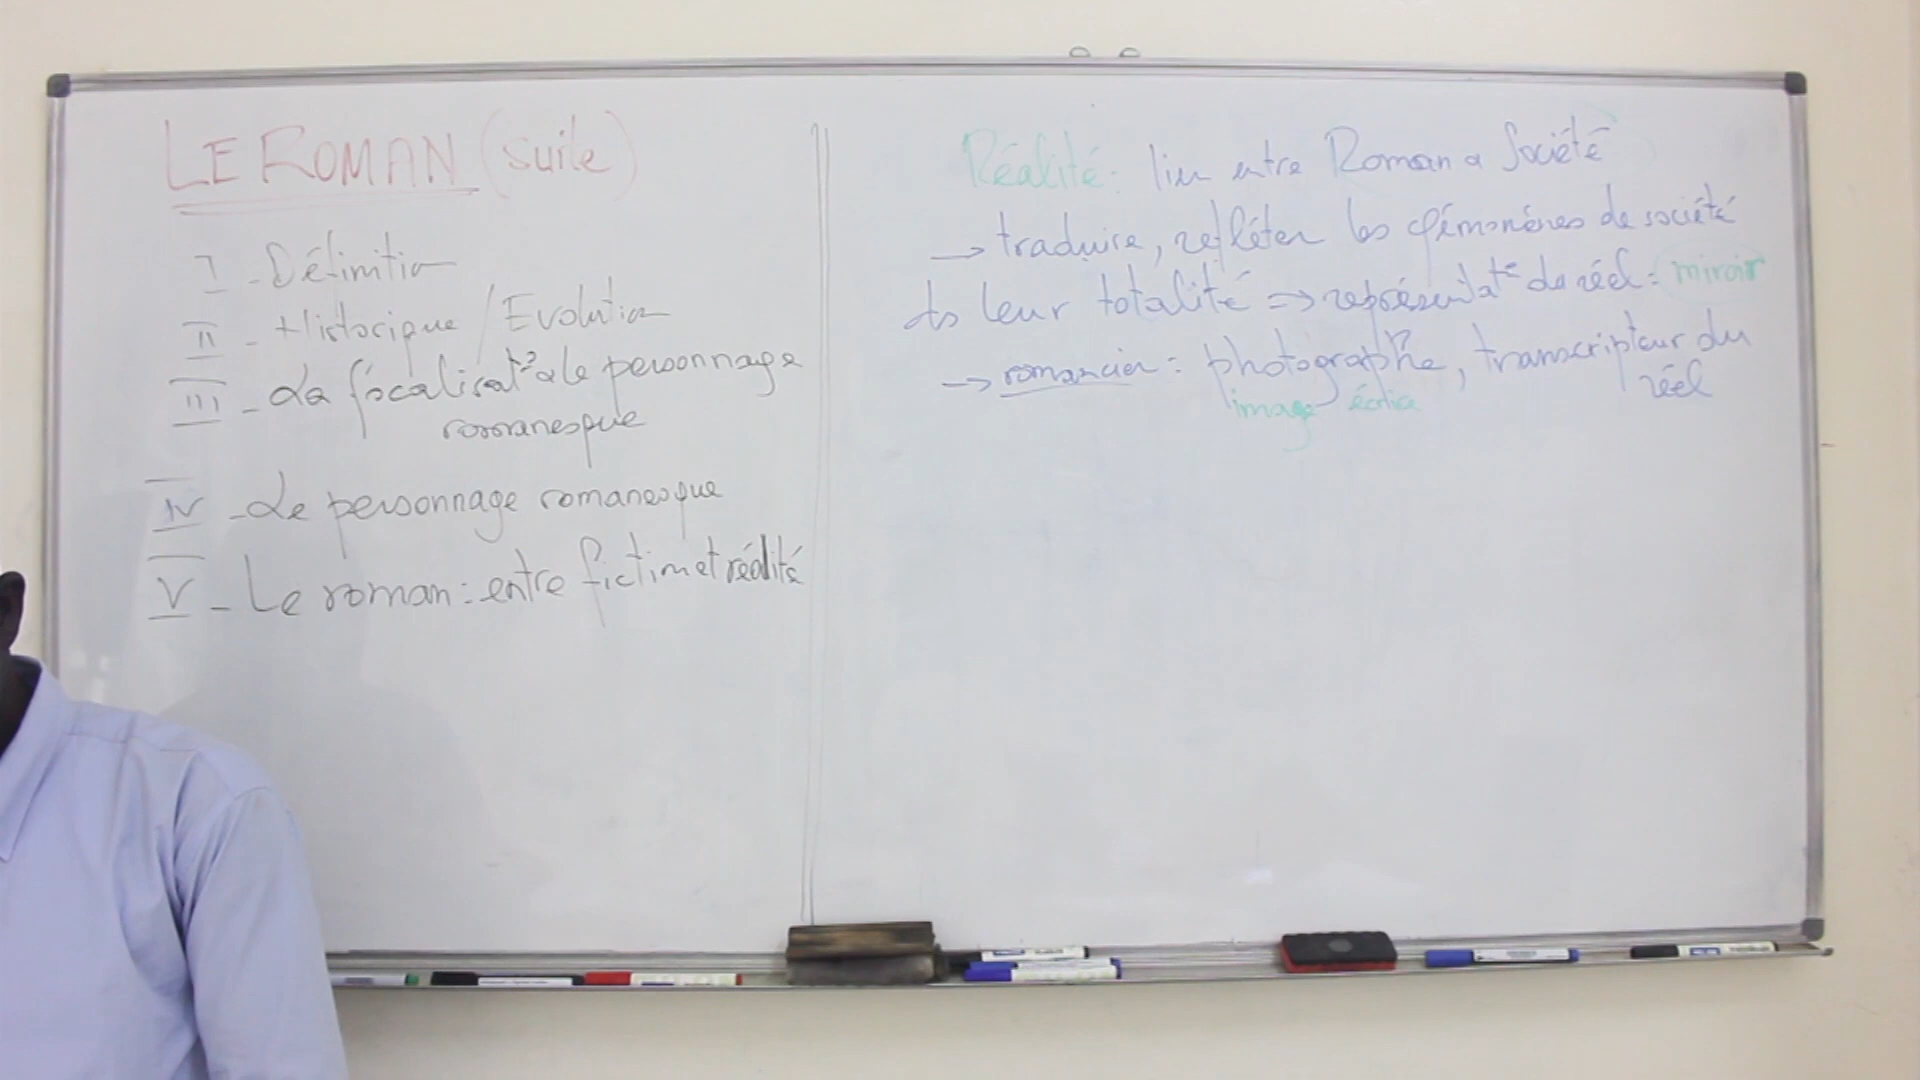 LE ROMAN (suite)
I - Définition
II - Historique / Evolution
III - La focalisat° & le personnage
romanesque
IV - Le personnage romanesque
V - Le roman : entre fiction et réalité
Réalité : lien entre Roman & Société
→ traduire, refléter les phénomènes de société
ds leur totalité => représentat° du réel = miroir
→ romancier = photographe, transcripteur du
réel
image écrite